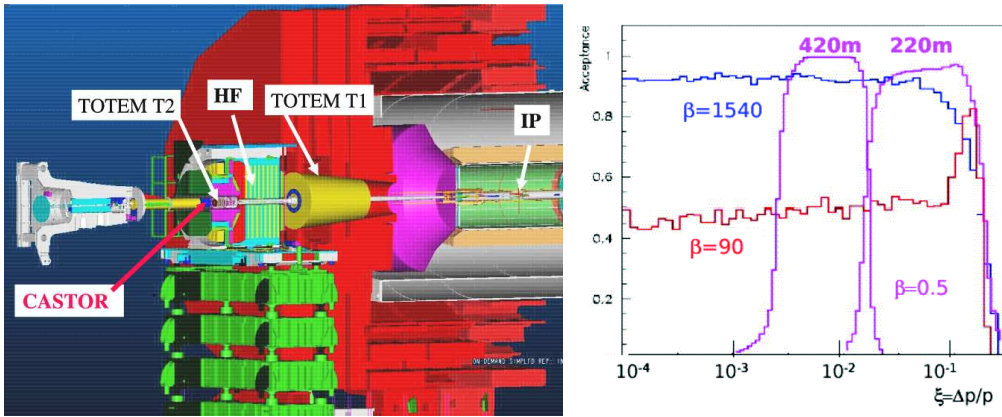 TOTEM T2
HF
TOTEM T1
IP
CASTOR
Acceptance
1
0.8
0.6
0.4
0.2
420m
220m
β=1540
β=90
β=0.5
10⁻⁴
10⁻³
10⁻²
10⁻¹
ξ=Δp/p